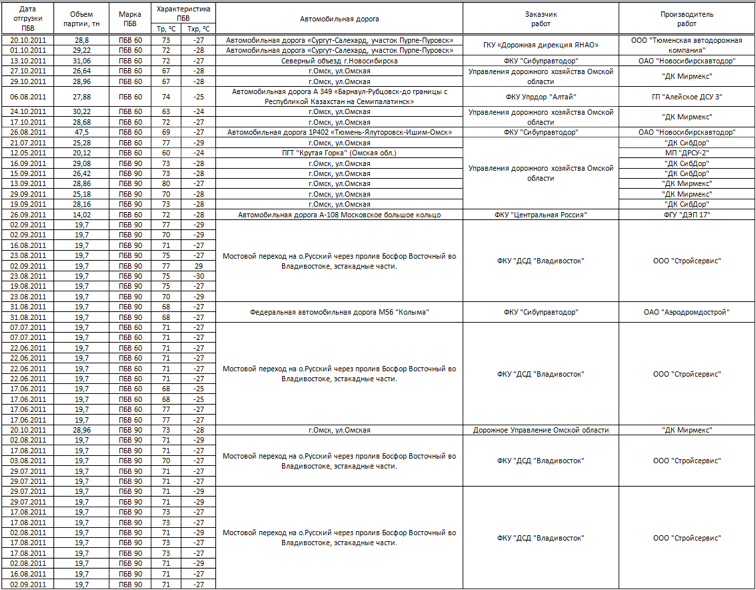 Дата отгрузки ПБВ	Объем партии, тн	Марка ПБВ	Характеристика ПБВ	Автомобильная дорога	Заказчик работ	Производитель работ
Тр, °С	Тхр, °С
20.10.2011	28,8	ПБВ 60	73	-27	Автомобильная дорога «Сургут-Салехард, участок Пурпе-Пуровск»	ГКУ «Дорожная дирекция ЯНАО»	ООО "Тюменская автодорожная компания"
01.10.2011	29,22	ПБВ 60	72	-28	Автомобильная дорога «Сургут-Салехард, участок Пурпе-Пуровск»
13.10.2011	31,06	ПБВ 60	72	-27	Северный объезд г.Новосибирска	ФКУ "Сибуправтодор"	ОАО "Новосибирскавтодор"
27.10.2011	26,64	ПБВ 60	67	-28	г.Омск, ул.Омская	Управления дорожного хозяйства Омской области	"ДК Мирмекс"
29.10.2011	28,96	ПБВ 60	67	-28	г.Омск, ул.Омская
06.08.2011	27,88	ПБВ 60	74	-25	Автомобильная дорога А 349 «Барнаул-Рубцовск-до границы с Республикой Казахстан на Семипалатинск»	ФКУ Упрдор "Алтай"	ГП "Алейское ДСУ 3"
24.10.2011	30,22	ПБВ 60	63	-24	г.Омск, ул.Омская	Управления дорожного хозяйства Омской области	"ДК Мирмекс"
17.10.2011	28,68	ПБВ 60	72	-27	г.Омск, ул.Омская
26.08.2011	47,5	ПБВ 60	69	-27	Автомобильная дорога 1Р402 «Тюмень-Ялуторовск-Ишим-Омск»	ФКУ "Сибуправтодор"	ОАО "Новосибирскавтодор"
21.07.2011	25,28	ПБВ 60	77	-29	г.Омск, ул.Омская	Управления дорожного хозяйства Омской области	"ДК СибДор"
12.05.2011	20,12	ПБВ 60	60	-24	ПГТ "Крутая Горка" (Омская обл.)	МП "ДРСУ-2"
16.09.2011	29,08	ПБВ 60	73	-28	г.Омск, ул.Омская	"ДК СибДор"
15.09.2011	26,42	ПБВ 60	73	-28	г.Омск, ул.Омская	"ДК СибДор"
13.09.2011	28,86	ПБВ 60	80	-27	г.Омск, ул.Омская	"ДК Мирмекс"
29.09.2011	25,18	ПБВ 60	70	-28	г.Омск, ул.Омская	"ДК Мирмекс"
19.09.2011	28,16	ПБВ 60	73	-28	г.Омск, ул.Омская	"ДК СибДор"
26.09.2011	14,02	ПБВ 60	72	-28	Автомобильная дорога А-108 Московское большое кольцо	ФКУ "Центральная Россия"	ФГУ "ДЭП 17"
02.09.2011	19,7	ПБВ 90	77	-29	Мостовой переход на о.Русский через пролив Босфор Восточный во Владивостоке, эстакадные части.	ФКУ "ДСД "Владивосток"	ООО "Стройсервис"
02.09.2011	19,7	ПБВ 90	70	-29
16.08.2011	19,7	ПБВ 90	71	-27
23.08.2011	19,7	ПБВ 90	75	-27
02.09.2011	19,7	ПБВ 90	77	29
23.08.2011	19,7	ПБВ 90	75	-30
19.08.2011	19,7	ПБВ 90	75	-27
23.08.2011	19,7	ПБВ 90	70	-29
31.08.2011	19,7	ПБВ 90	68	-27	Федеральная автомобильная дорога М56 "Колыма"	ФКУ "Сибуправтодор"	ОАО "Аэродромдострой"
31.08.2011	19,7	ПБВ 90	68	-27
07.07.2011	19,7	ПБВ 60	71	-27	Мостовой переход на о.Русский через пролив Босфор Восточный во Владивостоке, эстакадные части.	ФКУ "ДСД "Владивосток"	ООО "Стройсервис"
07.07.2011	19,7	ПБВ 60	71	-27
22.06.2011	19,7	ПБВ 60	71	-27
22.06.2011	19,7	ПБВ 60	71	-27
22.06.2011	19,7	ПБВ 60	71	-27
22.06.2011	19,7	ПБВ 60	71	-27
17.06.2011	19,7	ПБВ 60	68	-25
17.06.2011	19,7	ПБВ 60	68	-25
17.06.2011	19,7	ПБВ 60	77	-27
17.06.2011	19,7	ПБВ 60	77	-27
20.10.2011	28,96	ПБВ 90	73	-28	г.Омск, ул.Омская	Дорожное Управление Омской области	"ДК Мирмекс"
02.08.2011	19,7	ПБВ 90	71	-29	Мостовой переход на о.Русский через пролив Босфор Восточный во Владивостоке, эстакадные части.	ФКУ "ДСД "Владивосток"	ООО "Стройсервис"
17.08.2011	19,7	ПБВ 90	71	-27
03.08.2011	19,7	ПБВ 90	70	-27
29.07.2011	19,7	ПБВ 90	71	-27
29.07.2011	19,7	ПБВ 90	71	-27
29.07.2011	19,7	ПБВ 90	71	-29	Мостовой переход на о.Русский через пролив Босфор Восточный во Владивостоке, эстакадные части.	ФКУ "ДСД "Владивосток"	ООО "Стройсервис"
29.07.2011	19,7	ПБВ 90	71	-29
17.08.2011	19,7	ПБВ 90	73	-27
17.08.2011	19,7	ПБВ 90	73	-27
02.08.2011	19,7	ПБВ 90	71	-29
17.08.2011	19,7	ПБВ 90	73	-27
17.08.2011	19,7	ПБВ 90	73	-27
02.08.2011	19,7	ПБВ 90	71	-29
16.08.2011	19,7	ПБВ 90	71	-27
02.09.2011	19,7	ПБВ 90	71	-27